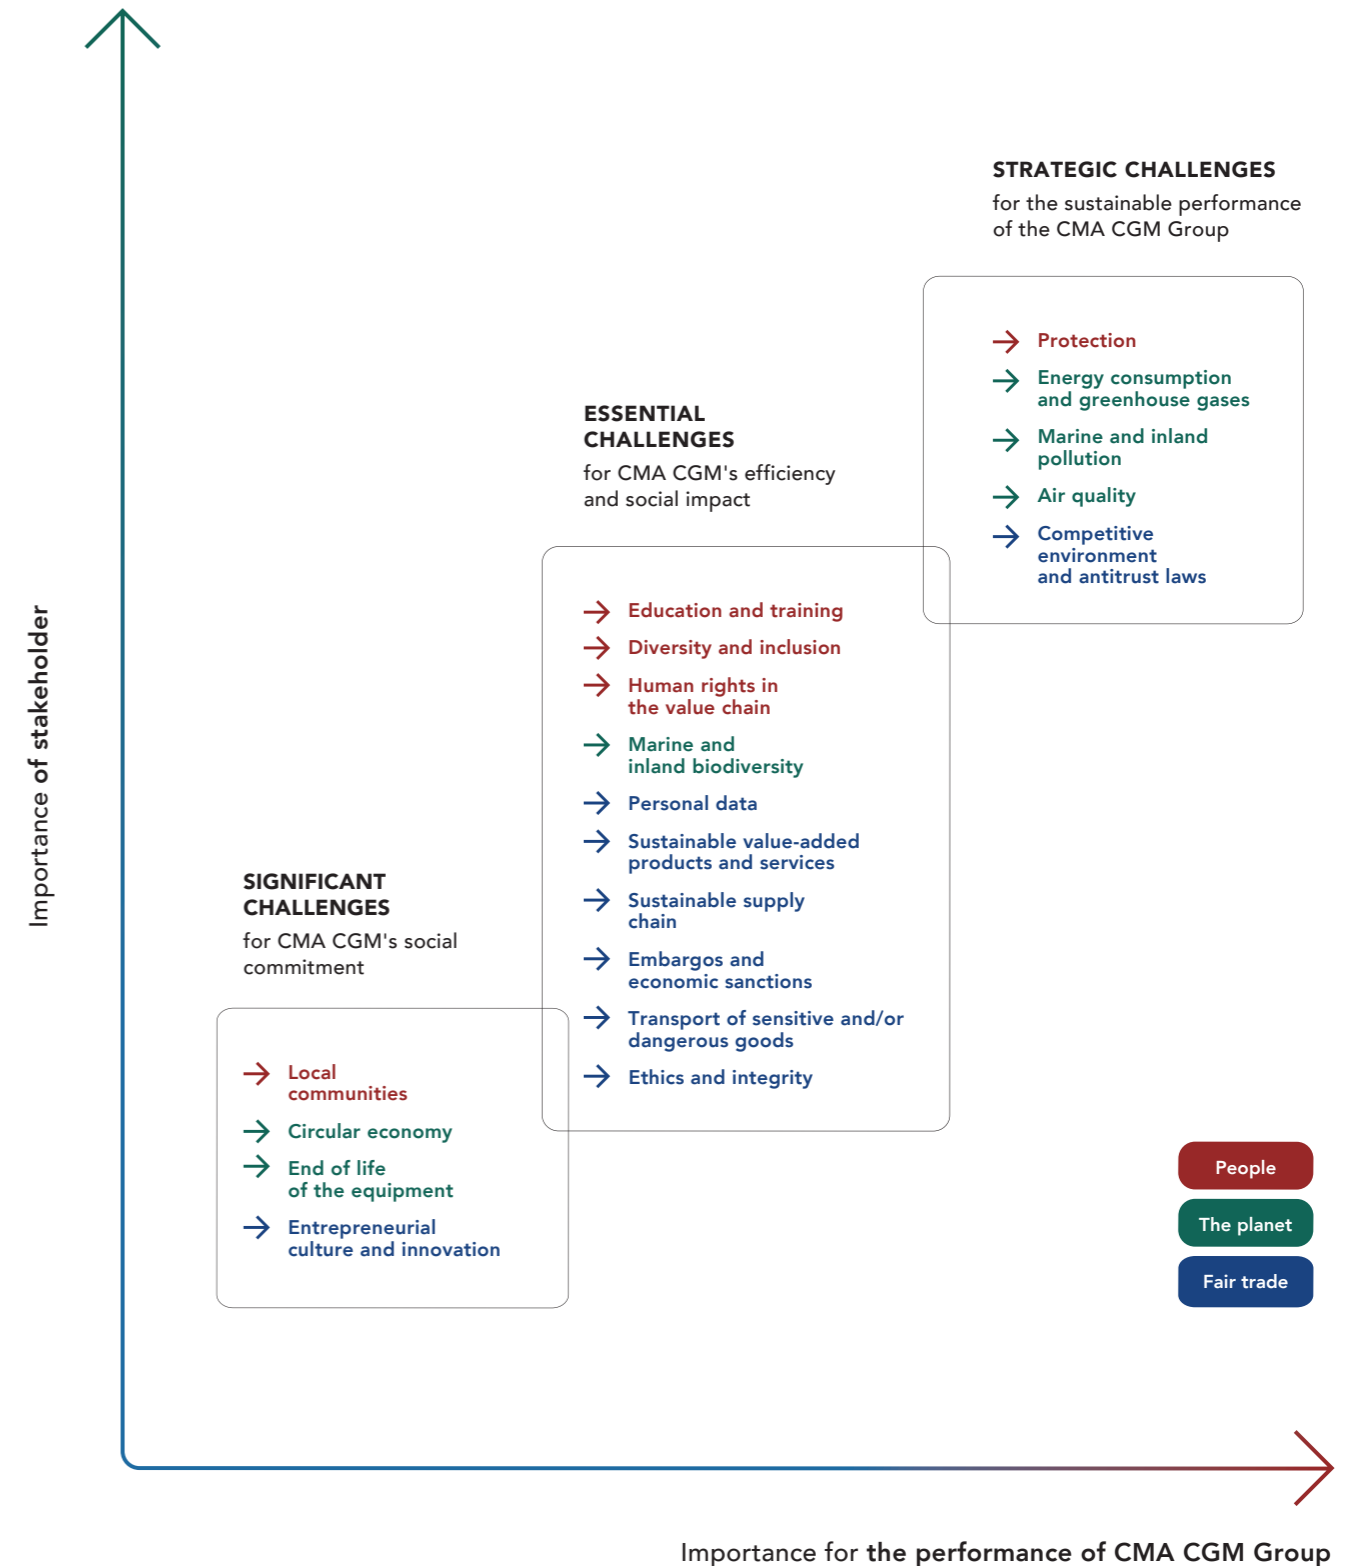 STRATEGIC CHALLENGES
for the sustainable performance
of the CMA CGM Group
Protection
Energy consumption
and greenhouse gases
Marine and inland
pollution
Air quality
Competitive
environment
and antitrust laws
ESSENTIAL
CHALLENGES
for CMA CGM's efficiency
and social impact
Education and training
Diversity and inclusion
Human rights in
the value chain
Marine and
inland biodiversity
Personal data
Sustainable value-added
products and services
Sustainable supply
chain
Embargos and
economic sanctions
Transport of sensitive and/or
dangerous goods
Ethics and integrity
SIGNIFICANT
CHALLENGES
for CMA CGM's social
commitment
Local
communities
Circular economy
End of life
of the equipment
Entrepreneurial
culture and innovation
People
The planet
Fair trade
Importance of stakeholder
Importance for the performance of CMA CGM Group